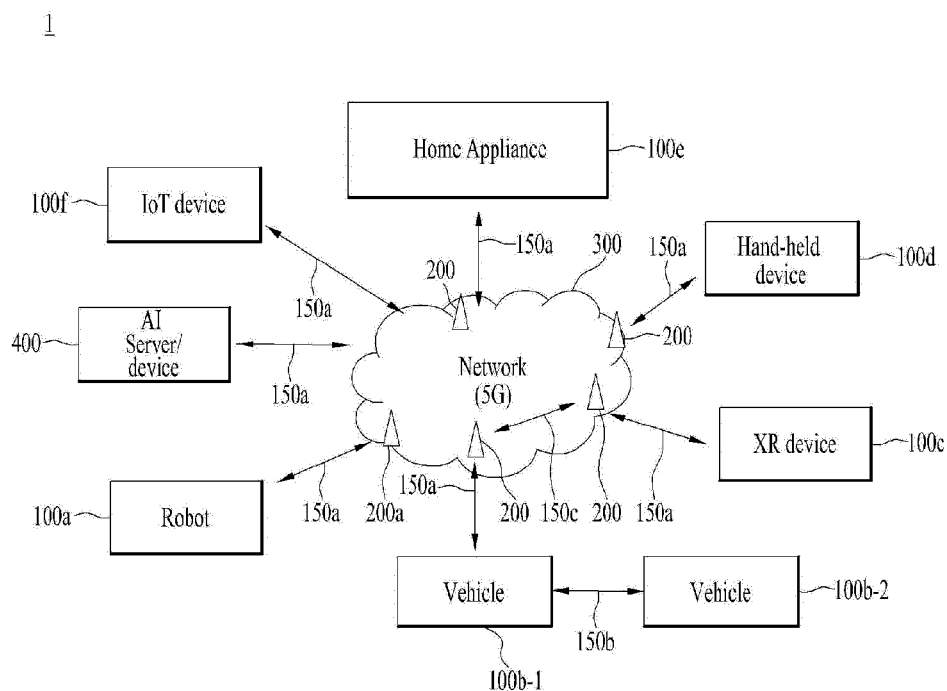 1
Home Appliance
100e
100f
IoT device
150a
150a
200
300
150a
Hand-held
device
100d
400
AI
Server/
device
150a
Network
(5G)
200
100a
Robot
150a
200a
150a
200
150c
200
150a
XR device
100c
Vehicle
100b-1
150b
Vehicle
100b-2